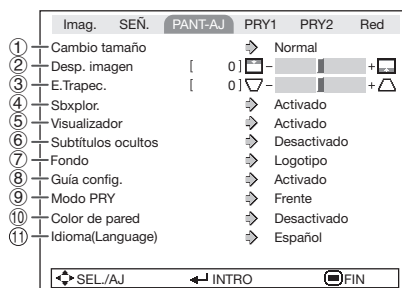 Imag. SEÑ. PANT-AJ PRY1 PRY2 Red
① Cambio tamaño Normal
② Desp. imagen [ 0] - +
③ E.Trapec. [ 0] - +
④ Sbxplor. Activado
⑤ Visualizador Activado
⑥ Subtítulos ocultos Desactivado
⑦ Fondo Logotipo
⑧ Guía config. Activado
⑨ Modo PRY Frente
⑩ Color de pared Desactivado
⑪ Idioma(Language) Español
SEL./AJ INTRO FIN